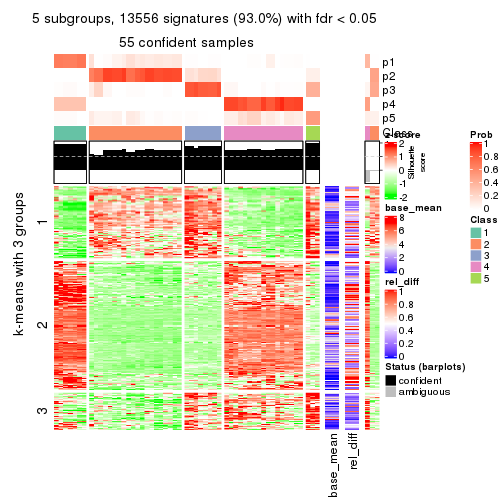 5 subgroups, 13556 signatures (93.0%) with fdr < 0.05
55 confident samples
p1
p2
p3
p4
p5
Class
Silhouette
score
k-means with 3 groups
1
2
3
base_mean
rel_diff
z-score
2
1
0
-1
-2
base_mean
8
6
4
2
0
rel_diff
1
0.8
0.6
0.4
0.2
0
Status (barplots)
confident
ambiguous
Prob
1
0.8
0.6
0.4
0.2
0
Class
1
2
3
4
5